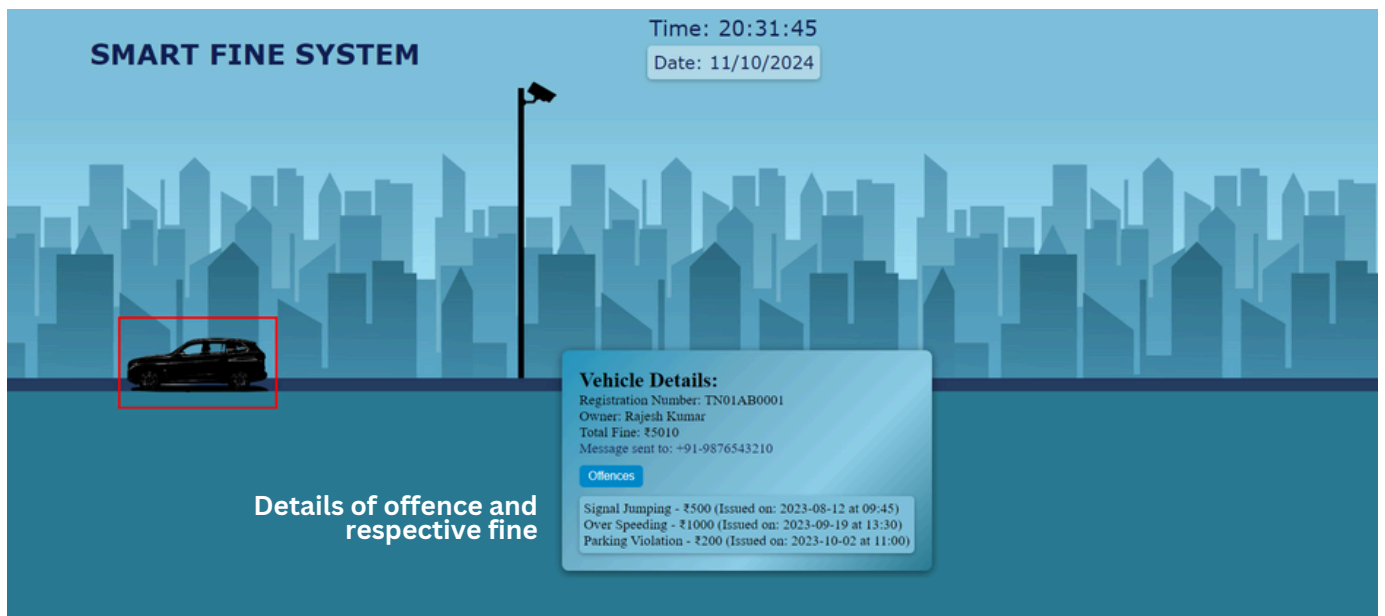 SMART FINE SYSTEM
Time: 20:31:45
Date: 11/10/2024
Vehicle Details:
Registration Number: TN01AB0001
Owner: Rajesh Kumar
Total Fine: ₹5010
Message sent to: +91-9876543210
Offences
Signal Jumping - ₹500 (Issued on: 2023-08-12 at 09:45)
Over Speeding - ₹1000 (Issued on: 2023-09-19 at 13:30)
Parking Violation - ₹200 (Issued on: 2023-10-02 at 11:00)
Details of offence and
respective fine